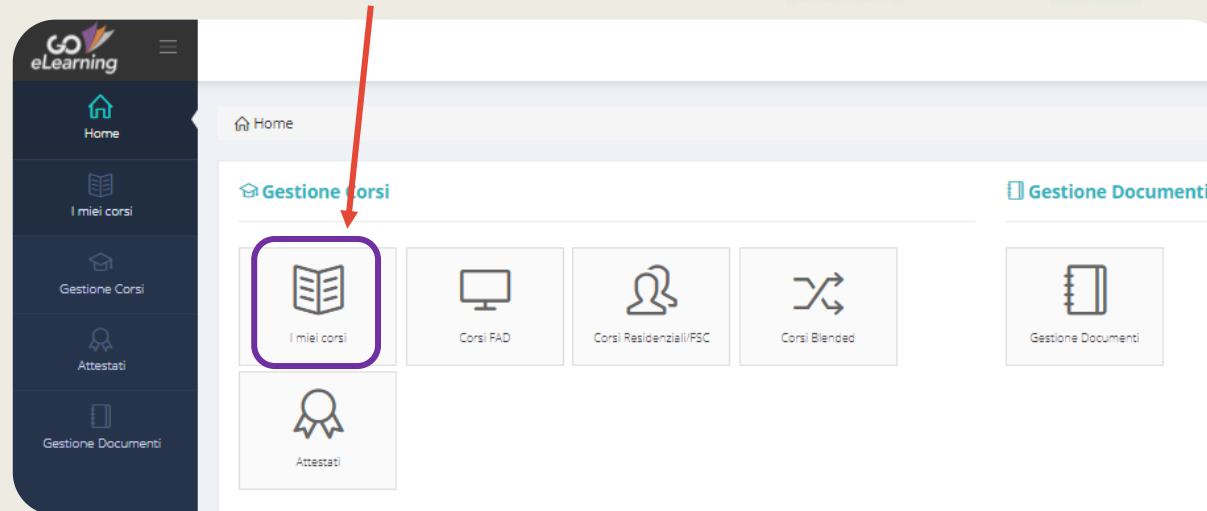 GO
eLearning
Home
I miei corsi
Gestione Corsi
Attestati
Gestione Documenti
Home
Gestione Corsi
I miei corsi
Corsi FAD
Corsi Residenziali/FSC
Corsi Blended
Attestati
Gestione Documenti
Gestione Documenti